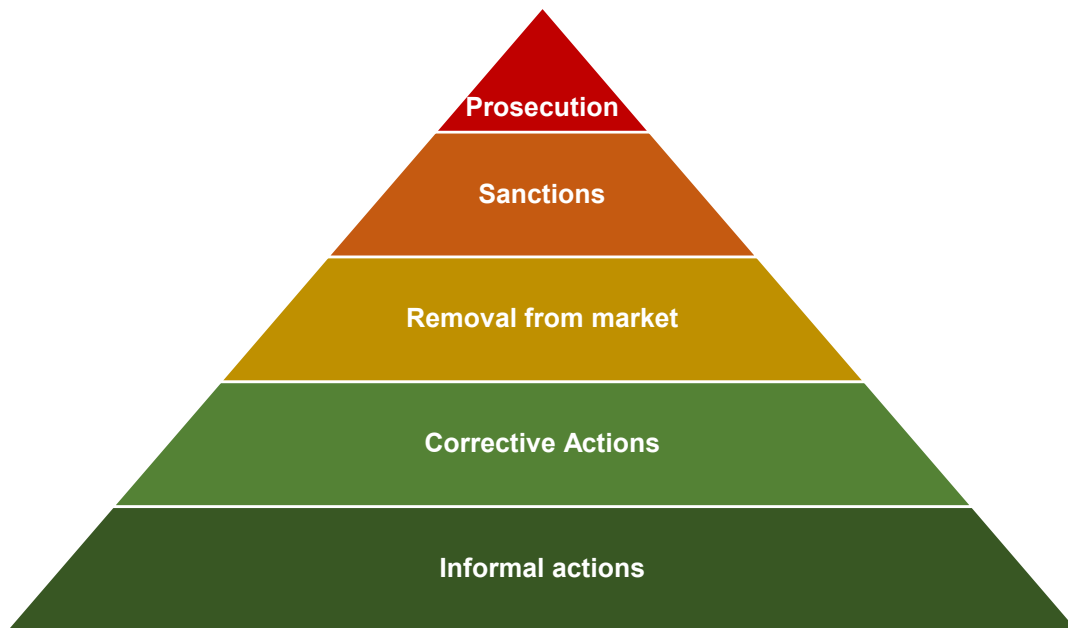 Prosecution
Sanctions
Removal from market
Corrective Actions
Informal actions